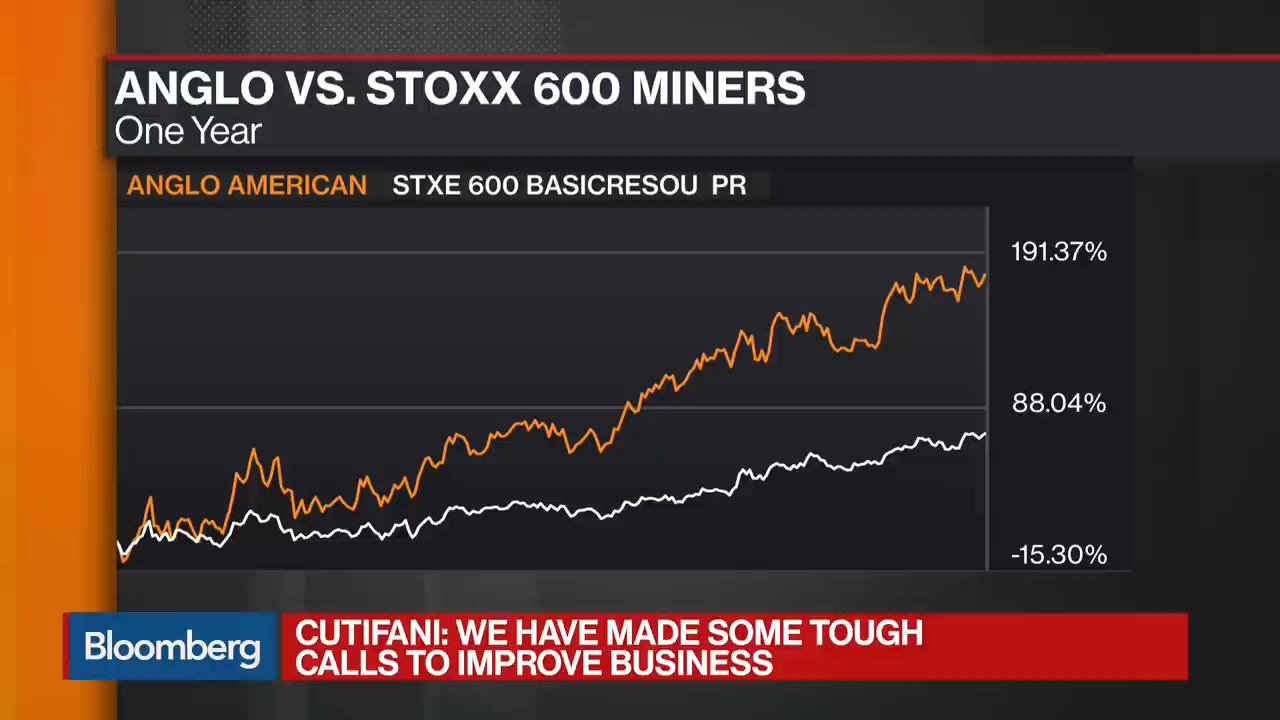 ANGLO VS. STOXX 600 MINERS
One Year
ANGLO AMERICAN STXE 600 BASICRESOU PR
191.37%
88.04%
-15.30%
Bloomberg
CUTIFANI: WE HAVE MADE SOME TOUGH
CALLS TO IMPROVE BUSINESS